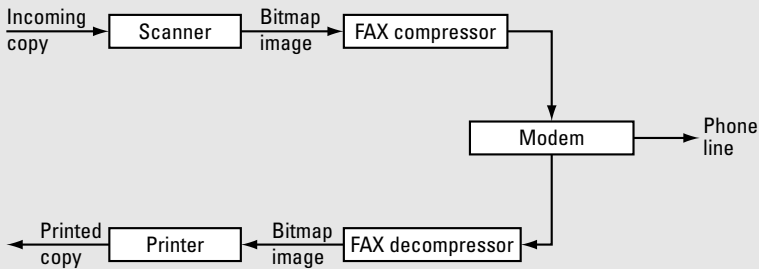 Incoming
copy
Scanner
Bitmap
image
FAX compressor
Modem
Phone
line
Printed
copy
Printer
Bitmap
image
FAX decompressor